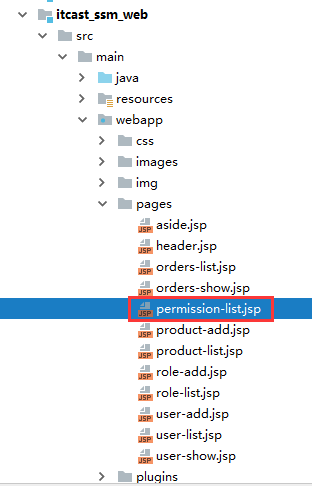 itcast_ssm_web
src
main
java
resources
webapp
css
images
img
pages
JSP aside.jsp
JSP header.jsp
JSP orders-list.jsp
JSP orders-show.jsp
JSP permission-list.jsp
JSP product-add.jsp
JSP product-list.jsp
JSP role-add.jsp
JSP role-list.jsp
JSP user-add.jsp
JSP user-list.jsp
JSP user-show.jsp
plugins